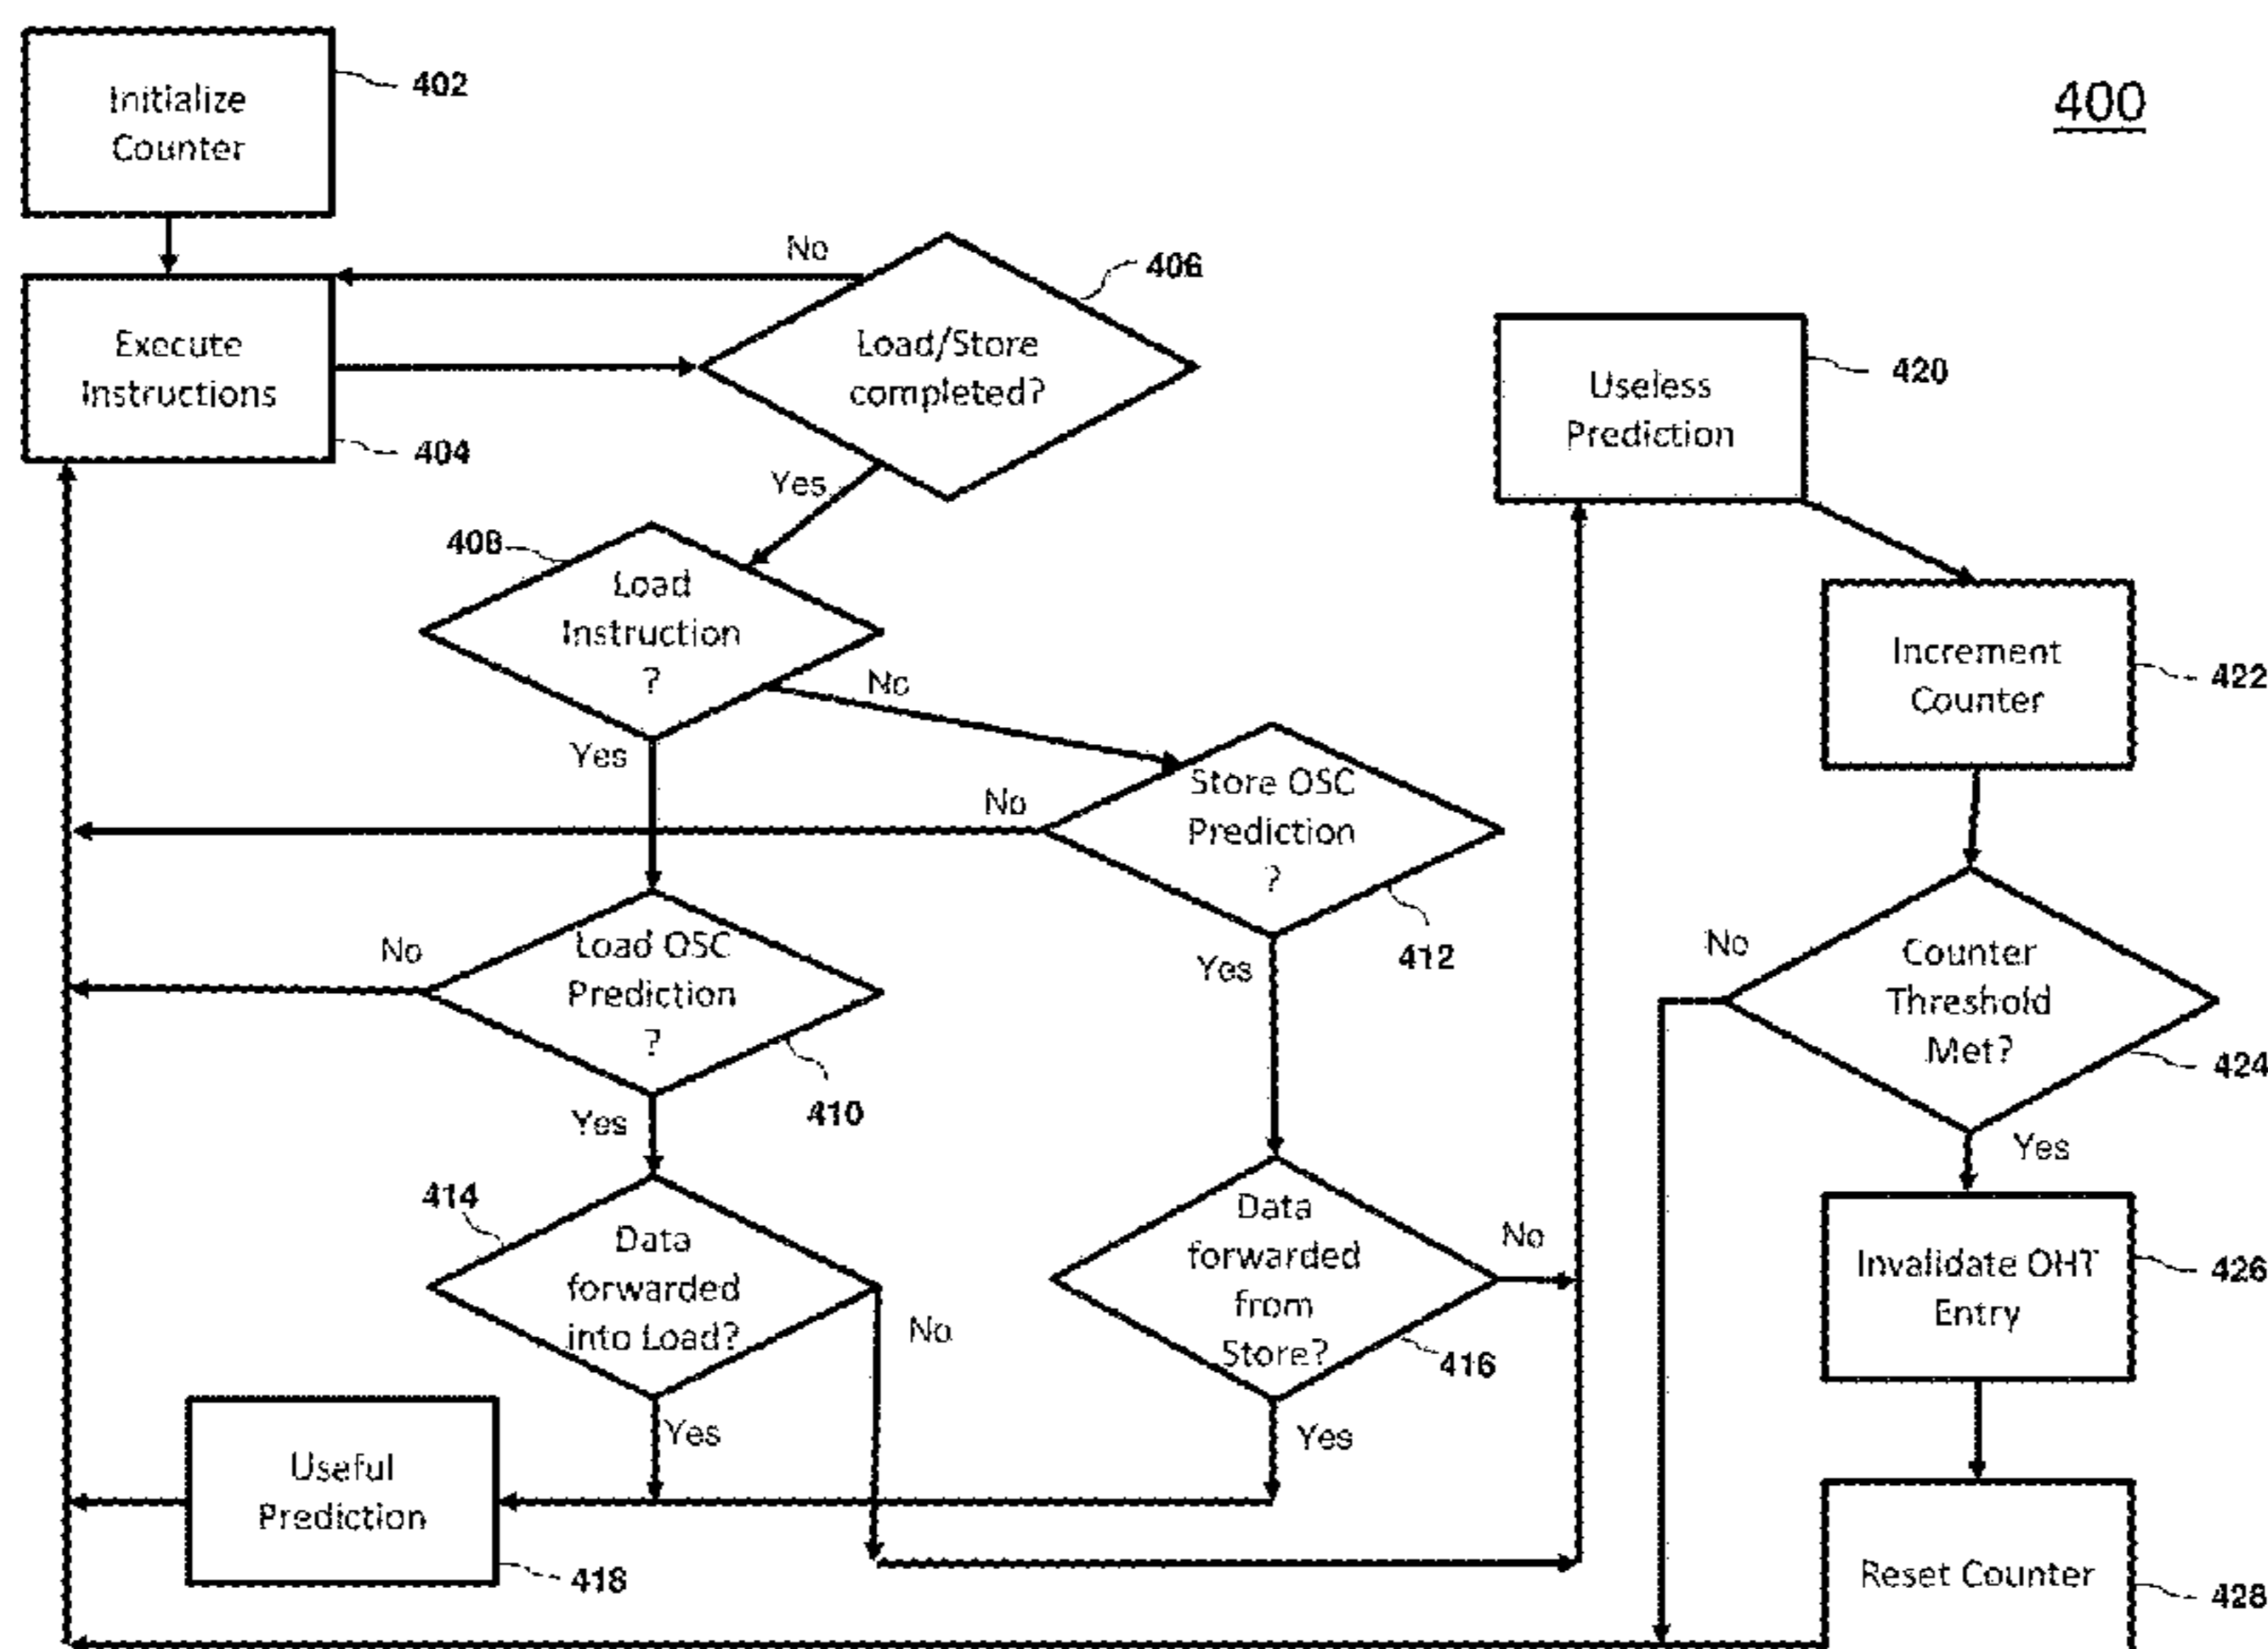 400
Initialize
Counter
402
Execute
Instructions
404
No
Load/Store
completed?
406
Yes
408
Load
Instruction
?
No
Yes
Store OSC
Prediction
?
412
No
Yes
Load OSC
Prediction
?
410
No
Yes
414
Data
forwarded
into Load?
No
Yes
Data
forwarded
from
Store?
416
No
Yes
Useful
Prediction
418
Useless
Prediction
420
Increment
Counter
422
Counter
Threshold
Met?
424
No
Yes
Invalidate OHT
Entry
426
Reset Counter
428